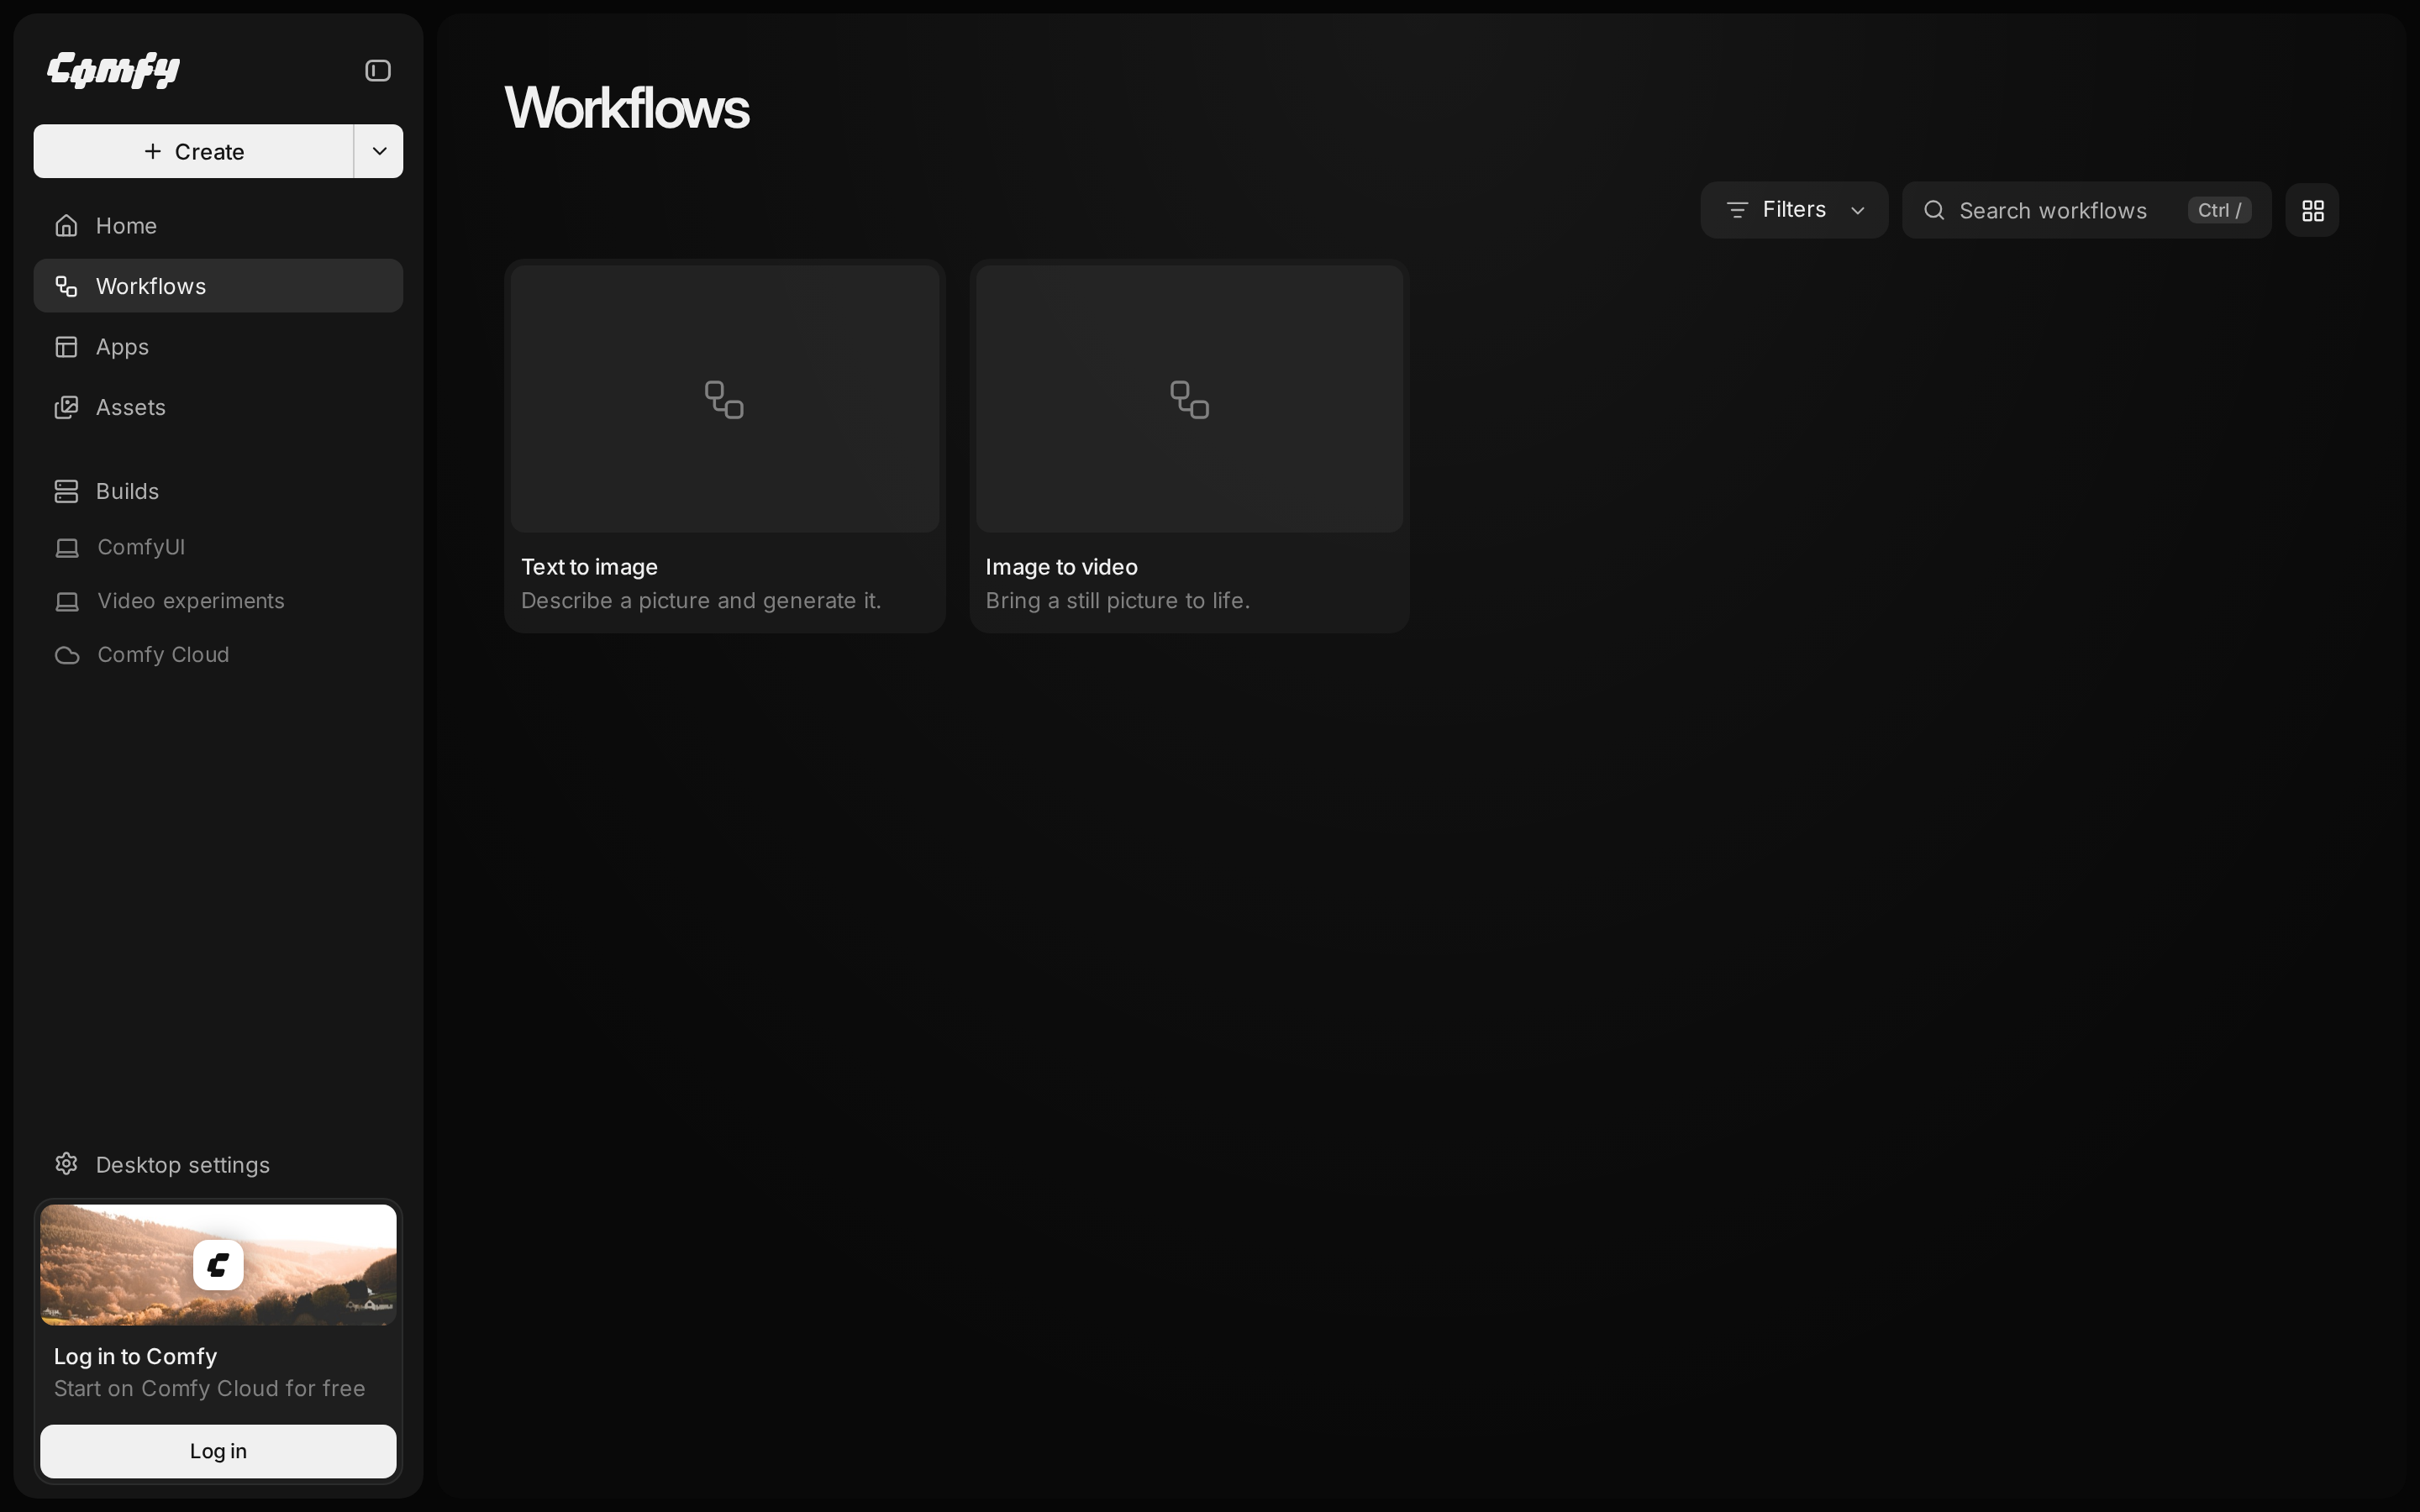 Comfy
Create
Home
Workflows
Apps
Assets
Builds
ComfyUI
Video experiments
Comfy Cloud
Desktop settings
Log in to Comfy
Start on Comfy Cloud for free
Log in
Workflows
Filters
Search workflows
Ctrl /
Text to image
Describe a picture and generate it.
Image to video
Bring a still picture to life.